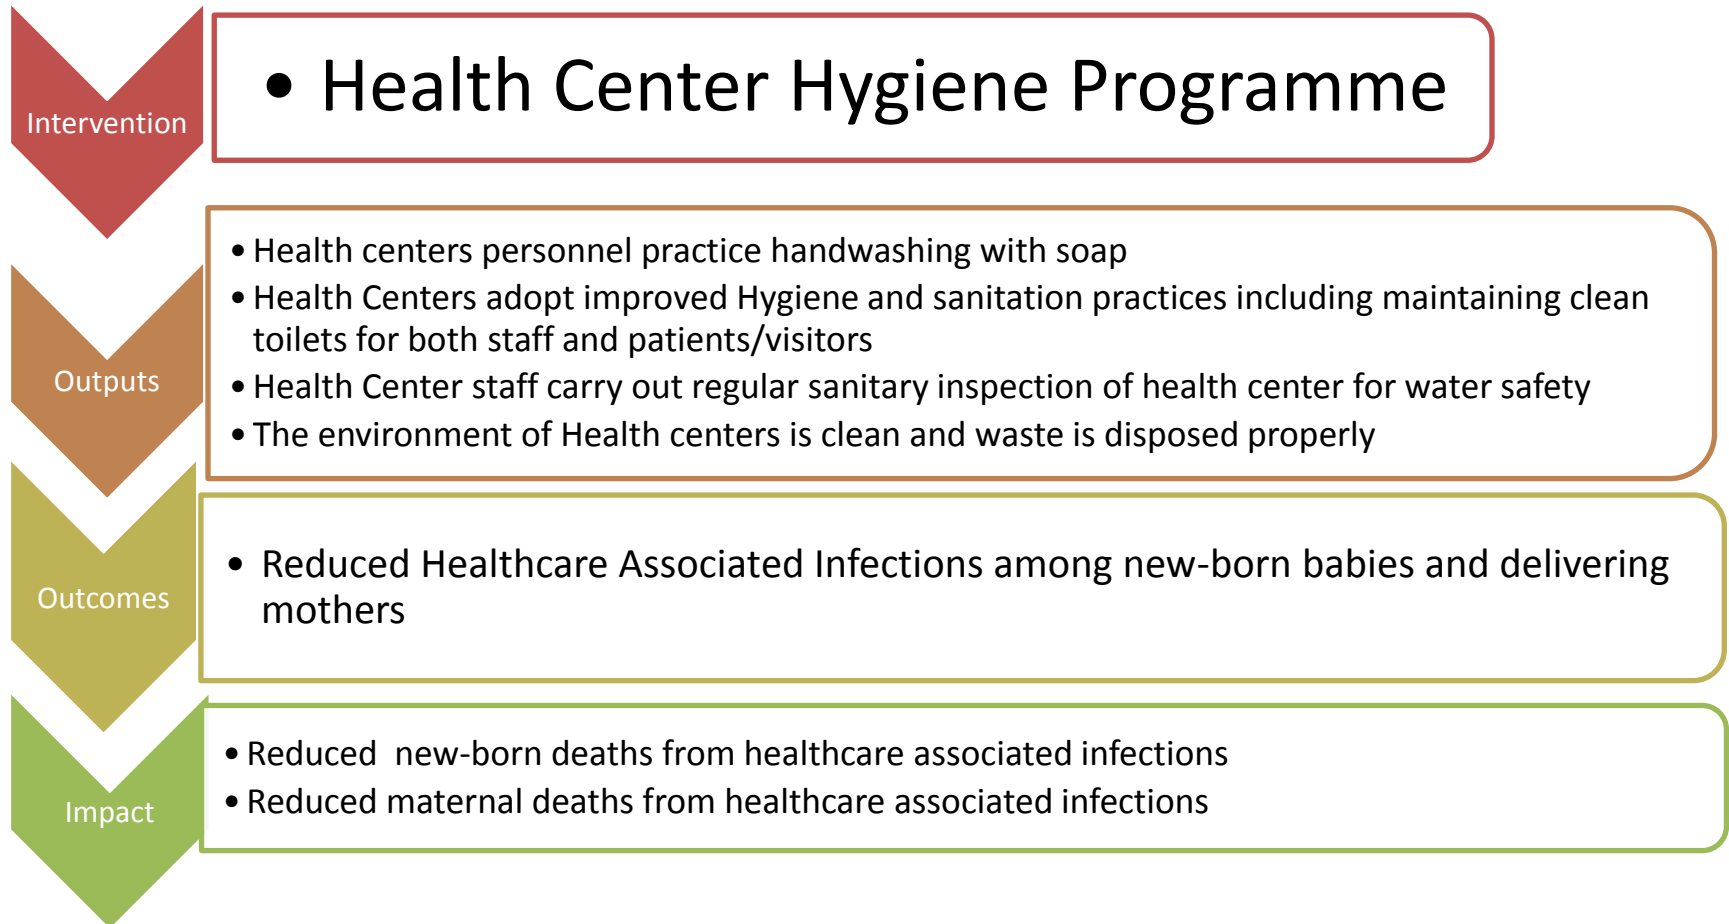 Intervention
• Health Center Hygiene Programme
Outputs
• Health centers personnel practice handwashing with soap
• Health Centers adopt improved Hygiene and sanitation practices including maintaining clean
toilets for both staff and patients/visitors
• Health Center staff carry out regular sanitary inspection of health center for water safety
• The environment of Health centers is clean and waste is disposed properly
Outcomes
• Reduced Healthcare Associated Infections among new-born babies and delivering
mothers
Impact
• Reduced  new-born deaths from healthcare associated infections
• Reduced maternal deaths from healthcare associated infections